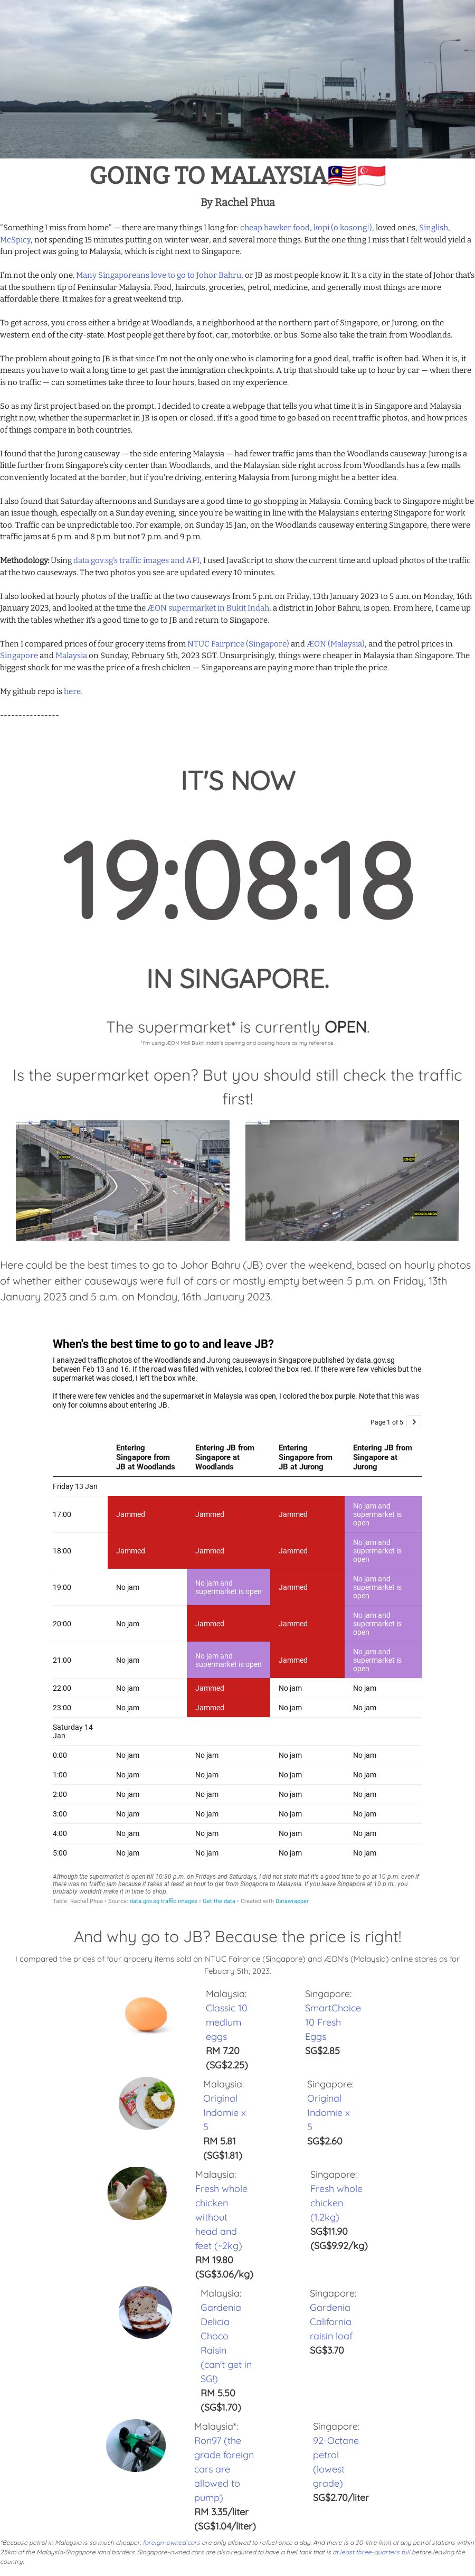 GOING TO MALAYSIA🇲🇾🇸🇬
By Rachel Phua
"Something I miss from home" — there are many things I long for: cheap hawker food, kopi (o kosong!), loved ones, Singlish,
McSpicy, not spending 15 minutes putting on winter wear, and several more things. But the one thing I miss that I felt would yield a
fun project was going to Malaysia, which is right next to Singapore.
I'm not the only one. Many Singaporeans love to go to Johor Bahru, or JB as most people know it. It's a city in the state of Johor that's
at the southern tip of Peninsular Malaysia. Food, haircuts, groceries, petrol, medicine, and generally most things are more
affordable there. It makes for a great weekend trip.
To get across, you cross either a bridge at Woodlands, a neighborhood at the northern part of Singapore, or Jurong, on the
western end of the city-state. Most people get there by foot, car, motorbike, or bus. Some also take the train from Woodlands.
The problem about going to JB is that since I'm not the only one who is clamoring for a good deal, traffic is often bad. When it is, it
means you have to wait a long time to get past the immigration checkpoints. A trip that should take up to hour by car — when there
is no traffic — can sometimes take three to four hours, based on my experience.
So as my first project based on the prompt, I decided to create a webpage that tells you what time it is in Singapore and Malaysia
right now, whether the supermarket in JB is open or closed, if it's a good time to go based on recent traffic photos, and how prices
of things compare in both countries.
I found that the Jurong causeway — the side entering Malaysia — had fewer traffic jams than the Woodlands causeway. Jurong is a
little further from Singapore's city center than Woodlands, and the Malaysian side right across Woodlands has a few malls
conveniently located at the border, but if you're driving, entering Malaysia from Jurong might be a better idea.
I also found that Saturday afternoons and Sundays are a good time to go shopping in Malaysia. Coming back to Singapore might be
an issue though, especially on a Sunday evening, since you're be waiting in line with the Malaysians entering Singapore for work
too. Traffic can be unpredictable too. For example, on Sunday 15 Jan, on the Woodlands causeway entering Singapore, there were
traffic jams at 6 p.m. and 8 p.m. but not 7 p.m. and 9 p.m.
Methodology: Using data.gov.sg's traffic images and API, I used JavaScript to show the current time and upload photos of the traffic
at the two causeways. The two photos you see are updated every 10 minutes.
I also looked at hourly photos of the traffic at the two causeways from 5 p.m. on Friday, 13th January 2023 to 5 a.m. on Monday, 16th
January 2023, and looked at the time the ÆON supermarket in Bukit Indah, a district in Johor Bahru, is open. From here, I came up
with the tables whether it's a good time to go to JB and return to Singapore.
Then I compared prices of four grocery items from NTUC Fairprice (Singapore) and ÆON (Malaysia), and the petrol prices in
Singapore and Malaysia on Sunday, February 5th, 2023 SGT. Unsurprisingly, things were cheaper in Malaysia than Singapore. The
biggest shock for me was the price of a fresh chicken — Singaporeans are paying more than triple the price.
My github repo is here.
----------------
IT'S NOW
19:08:18
IN SINGAPORE.
The supermarket* is currently OPEN.
*I'm using ÆON Mall Bukit Indah's opening and closing hours as my reference.
Is the supermarket open? But you should still check the traffic
first!
JOHOR
WOODLANDS
Here could be the best times to go to Johor Bahru (JB) over the weekend, based on hourly photos
of whether either causeways were full of cars or mostly empty between 5 p.m. on Friday, 13th
January 2023 and 5 a.m. on Monday, 16th January 2023.
When's the best time to go to and leave JB?
I analyzed traffic photos of the Woodlands and Jurong causeways in Singapore published by data.gov.sg
between Feb 13 and 16. If the road was filled with vehicles, I colored the box red. If there were few vehicles but the
supermarket was closed, I left the box white.
If there were few vehicles and the supermarket in Malaysia was open, I colored the box purple. Note that this was
only for columns about entering JB.
Page 1 of 5 >
Entering Singapore from JB at Woodlands
Entering JB from Singapore at Woodlands
Entering Singapore from JB at Jurong
Entering JB from Singapore at Jurong
Friday 13 Jan
17:00 Jammed Jammed Jammed No jam and supermarket is open
18:00 Jammed Jammed Jammed No jam and supermarket is open
19:00 No jam No jam and supermarket is open Jammed No jam and supermarket is open
20:00 No jam Jammed Jammed No jam and supermarket is open
21:00 No jam No jam and supermarket is open Jammed No jam and supermarket is open
22:00 No jam Jammed No jam No jam
23:00 No jam Jammed No jam No jam
Saturday 14
Jan
0:00 No jam No jam No jam No jam
1:00 No jam No jam No jam No jam
2:00 No jam No jam No jam No jam
3:00 No jam No jam No jam No jam
4:00 No jam No jam No jam No jam
5:00 No jam No jam No jam No jam
Although the supermarket is open till 10:30 p.m. on Fridays and Saturdays, I did not state that it's a good time to go at 10 p.m. even if
there was no traffic jam because it takes at least an hour to get from Singapore to Malaysia. If you leave Singapore at 10 p.m., you
probably wouldn't make it in time to shop.
Table: Rachel Phua • Source: data.gov.sg traffic images • Get the data • Created with Datawrapper
And why go to JB? Because the price is right!
I compared the prices of four grocery items sold on NTUC Fairprice (Singapore) and ÆON's (Malaysia) online stores as for
Febuary 5th, 2023.
Malaysia:
Classic 10
medium
eggs
RM 7.20
(SG$2.25)
Singapore:
SmartChoice
10 Fresh
Eggs
SG$2.85
Malaysia:
Original
Indomie x
5
RM 5.81
(SG$1.81)
Singapore:
Original
Indomie x
5
SG$2.60
Malaysia:
Fresh whole
chicken
without
head and
feet (~2kg)
RM 19.80
(SG$3.06/kg)
Singapore:
Fresh whole
chicken
(1.2kg)
SG$11.90
(SG$9.92/kg)
Malaysia:
Gardenia
Delicia
Choco
Raisin
(can't get in
SG!)
RM 5.50
(SG$1.70)
Singapore:
Gardenia
California
raisin loaf
SG$3.70
Malaysia*:
Ron97 (the
grade foreign
cars are
allowed to
pump)
RM 3.35/liter
(SG$1.04/liter)
Singapore:
92-Octane
petrol
(lowest
grade)
SG$2.70/liter
*Because petrol in Malaysia is so much cheaper, foreign-owned cars are only allowed to refuel once a day. And there is a 20-litre limit at any petrol stations within
25km of the Malaysia-Singapore land borders. Singapore-owned cars are also required to have a fuel tank that is at least three-quarters full before leaving the
country.